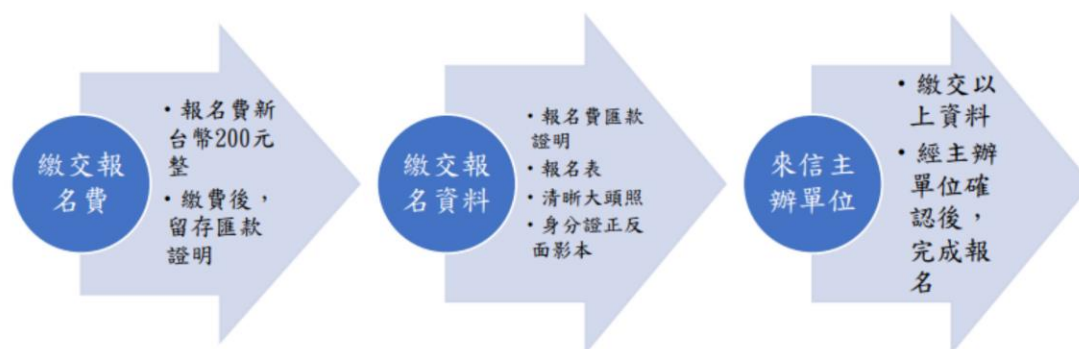 繳交報
名費
・報名費新
台幣200元
整
・繳費後，
留存匯款
證明
繳交報
名資料
・報名費匯款
證明
・報名表
・清晰大頭照
・身分證正反
面影本
來信主
辦單位
・繳交以
上資料
・經主辦
單位確
認後，
完成報
名